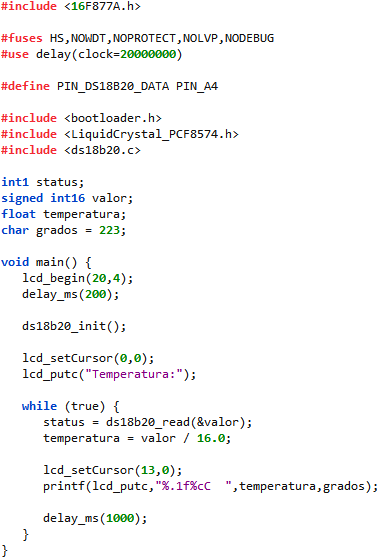 #include <16F877A.h>
#fuses HS,NOWDT,NOPROTECT,NOLVP,NODEBUG
#use delay(clock=20000000)
#define PIN_DS18B20_DATA PIN_A4
#include <bootloader.h>
#include <LiquidCrystal_PCF8574.h>
#include <ds18b20.c>
int1 status;
signed int16 valor;
float temperatura;
char grados = 223;
void main() {
lcd_begin(20,4);
delay_ms(200);
ds18b20_init();
lcd_setCursor(0,0);
lcd_putc("Temperatura:");
while (true) {
status = ds18b20_read(&valor);
temperatura = valor / 16.0;
lcd_setCursor(13,0);
printf(lcd_putc,"%.1f%cC  ",temperatura,grados);
delay_ms(1000);
}
}